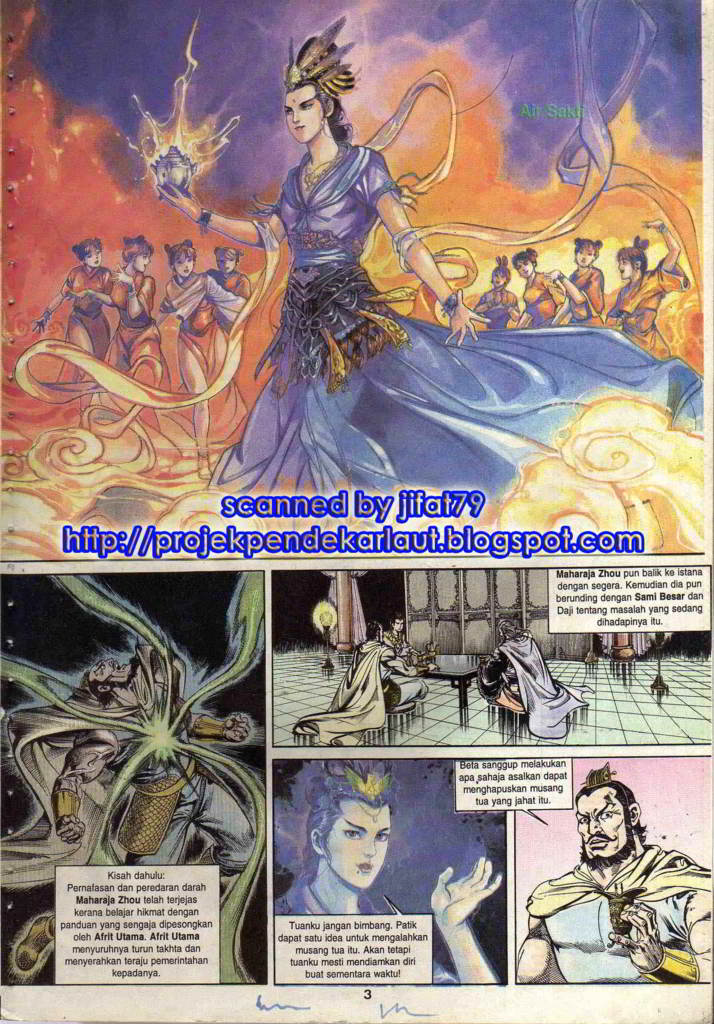 Air Sakti
scanned by jifat79
http://projekpendekarlaut.blogspot.com
Maharaja Zhou pun balik ke istana
dengan segera. Kemudian dia pun
berunding dengan Sami Besar dan
Daji tentang masalah yang sedang
dihadapinya itu.
Kisah dahulu:
Pernafasan dan peredaran darah
Maharaja Zhou telah terjejas
kerana belajar hikmat dengan
panduan yang sengaja dipesongkan
oleh Afrit Utama. Afrit Utama
menyuruhnya turun takhta dan
menyerahkan teraju pemerintahan
kepadanya.
Tuanku jangan bimbang. Patik
dapat satu idea untuk mengalahkan
musang tua itu. Akan tetapi
tuanku mesti mendiamkan diri
buat sementara waktu!
Beta sanggup melakukan
apa sahaja asalkan dapat
menghapuskan musang
tua yang jahat itu.
3